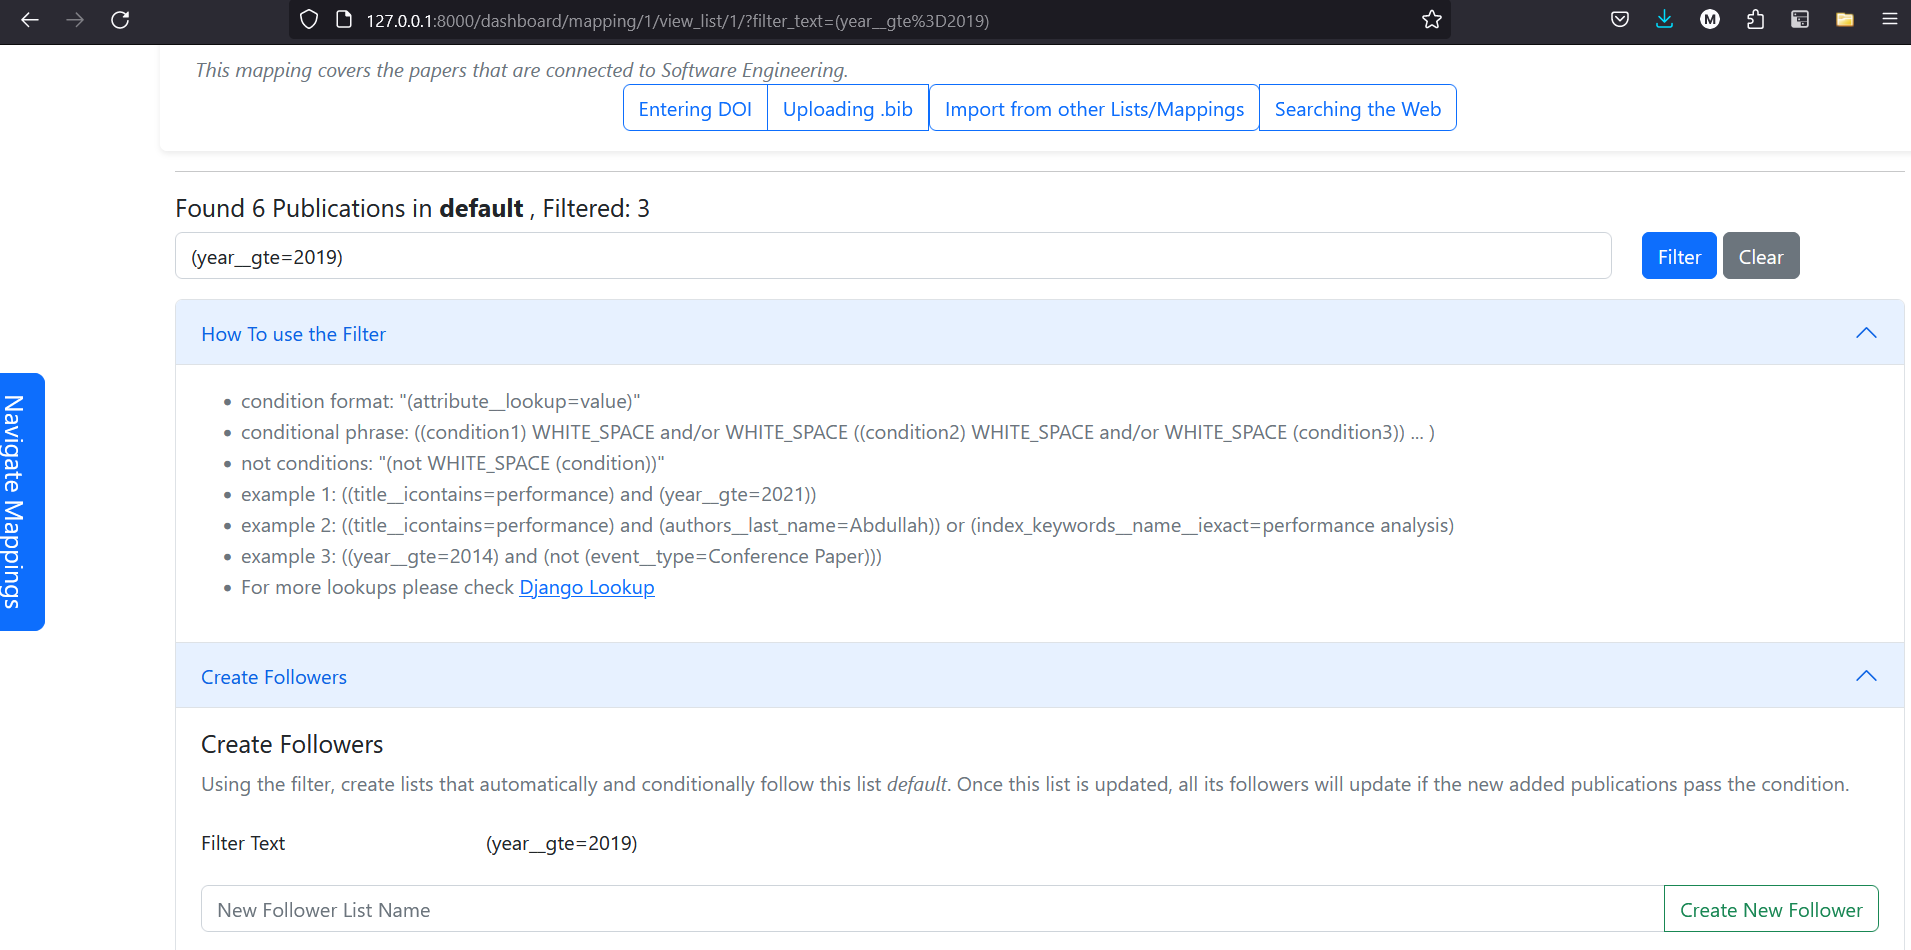 127.0.0.1:8000/dashboard/mapping/1/view_list/1/?filter_text=(year__gte%3D2019)
M
This mapping covers the papers that are connected to Software Engineering.
Entering DOI Uploading .bib Import from other Lists/Mappings Searching the Web
Found 6 Publications in default , Filtered: 3
(year__gte=2019) Filter Clear
How To use the Filter
• condition format: "(attribute__lookup=value)"
• conditional phrase: ((condition1) WHITE_SPACE and/or WHITE_SPACE ((condition2) WHITE_SPACE and/or WHITE_SPACE (condition3)) ... )
• not conditions: "(not WHITE_SPACE (condition))"
• example 1: ((title__icontains=performance) and (year__gte=2021))
• example 2: ((title__icontains=performance) and (authors__last_name=Abdullah)) or (index_keywords__name__iexact=performance analysis)
• example 3: ((year__gte=2014) and (not (event__type=Conference Paper)))
• For more lookups please check Django Lookup
Navigate Mappings
Create Followers
Create Followers
Using the filter, create lists that automatically and conditionally follow this list default. Once this list is updated, all its followers will update if the new added publications pass the condition.
Filter Text (year__gte=2019)
New Follower List Name Create New Follower